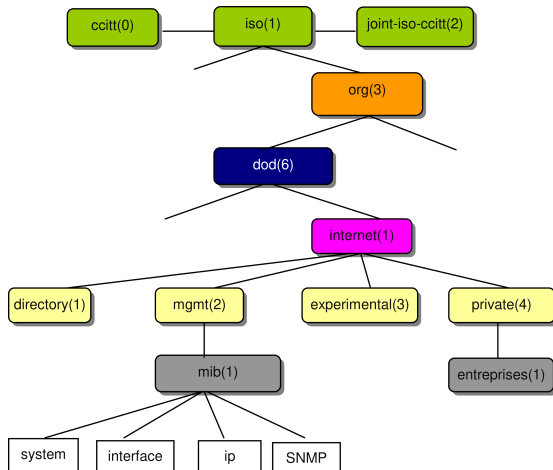 ccitt(0)
iso(1)
joint-iso-ccitt(2)
org(3)
dod(6)
internet(1)
directory(1)
mgmt(2)
experimental(3)
private(4)
mib(1)
entreprises(1)
system
interface
ip
SNMP